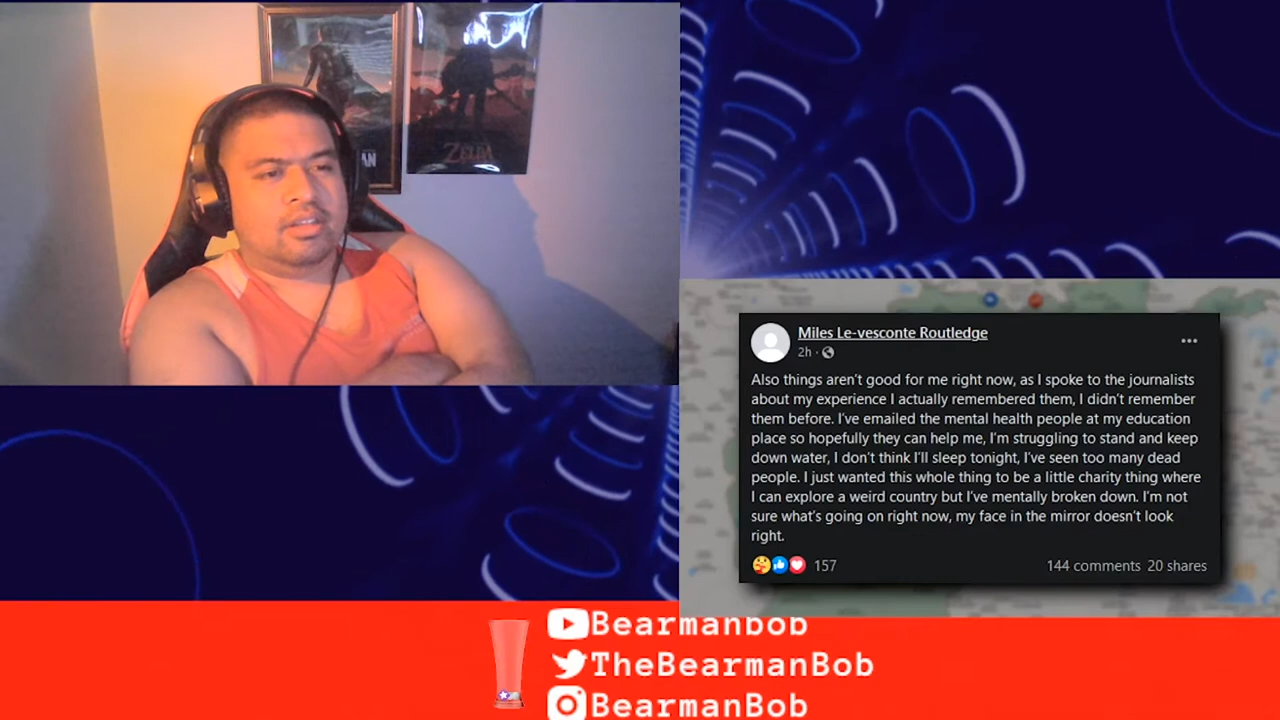 AN
ZELDA
Miles Le-vesconte Routledge
2h
Also things aren't good for me right now, as I spoke to the journalists
about my experience I actually remembered them, I didn't remember
them before. I've emailed the mental health people at my education
place so hopefully they can help me, I'm struggling to stand and keep
down water, I don't think I'll sleep tonight, I've seen too many dead
people. I just wanted this whole thing to be a little charity thing where
I can explore a weird country but I've mentally broken down. I'm not
sure what's going on right now, my face in the mirror doesn't look
right.
157
144 comments 20 shares
Bearmanbob
TheBearmanBob
BearmanBob